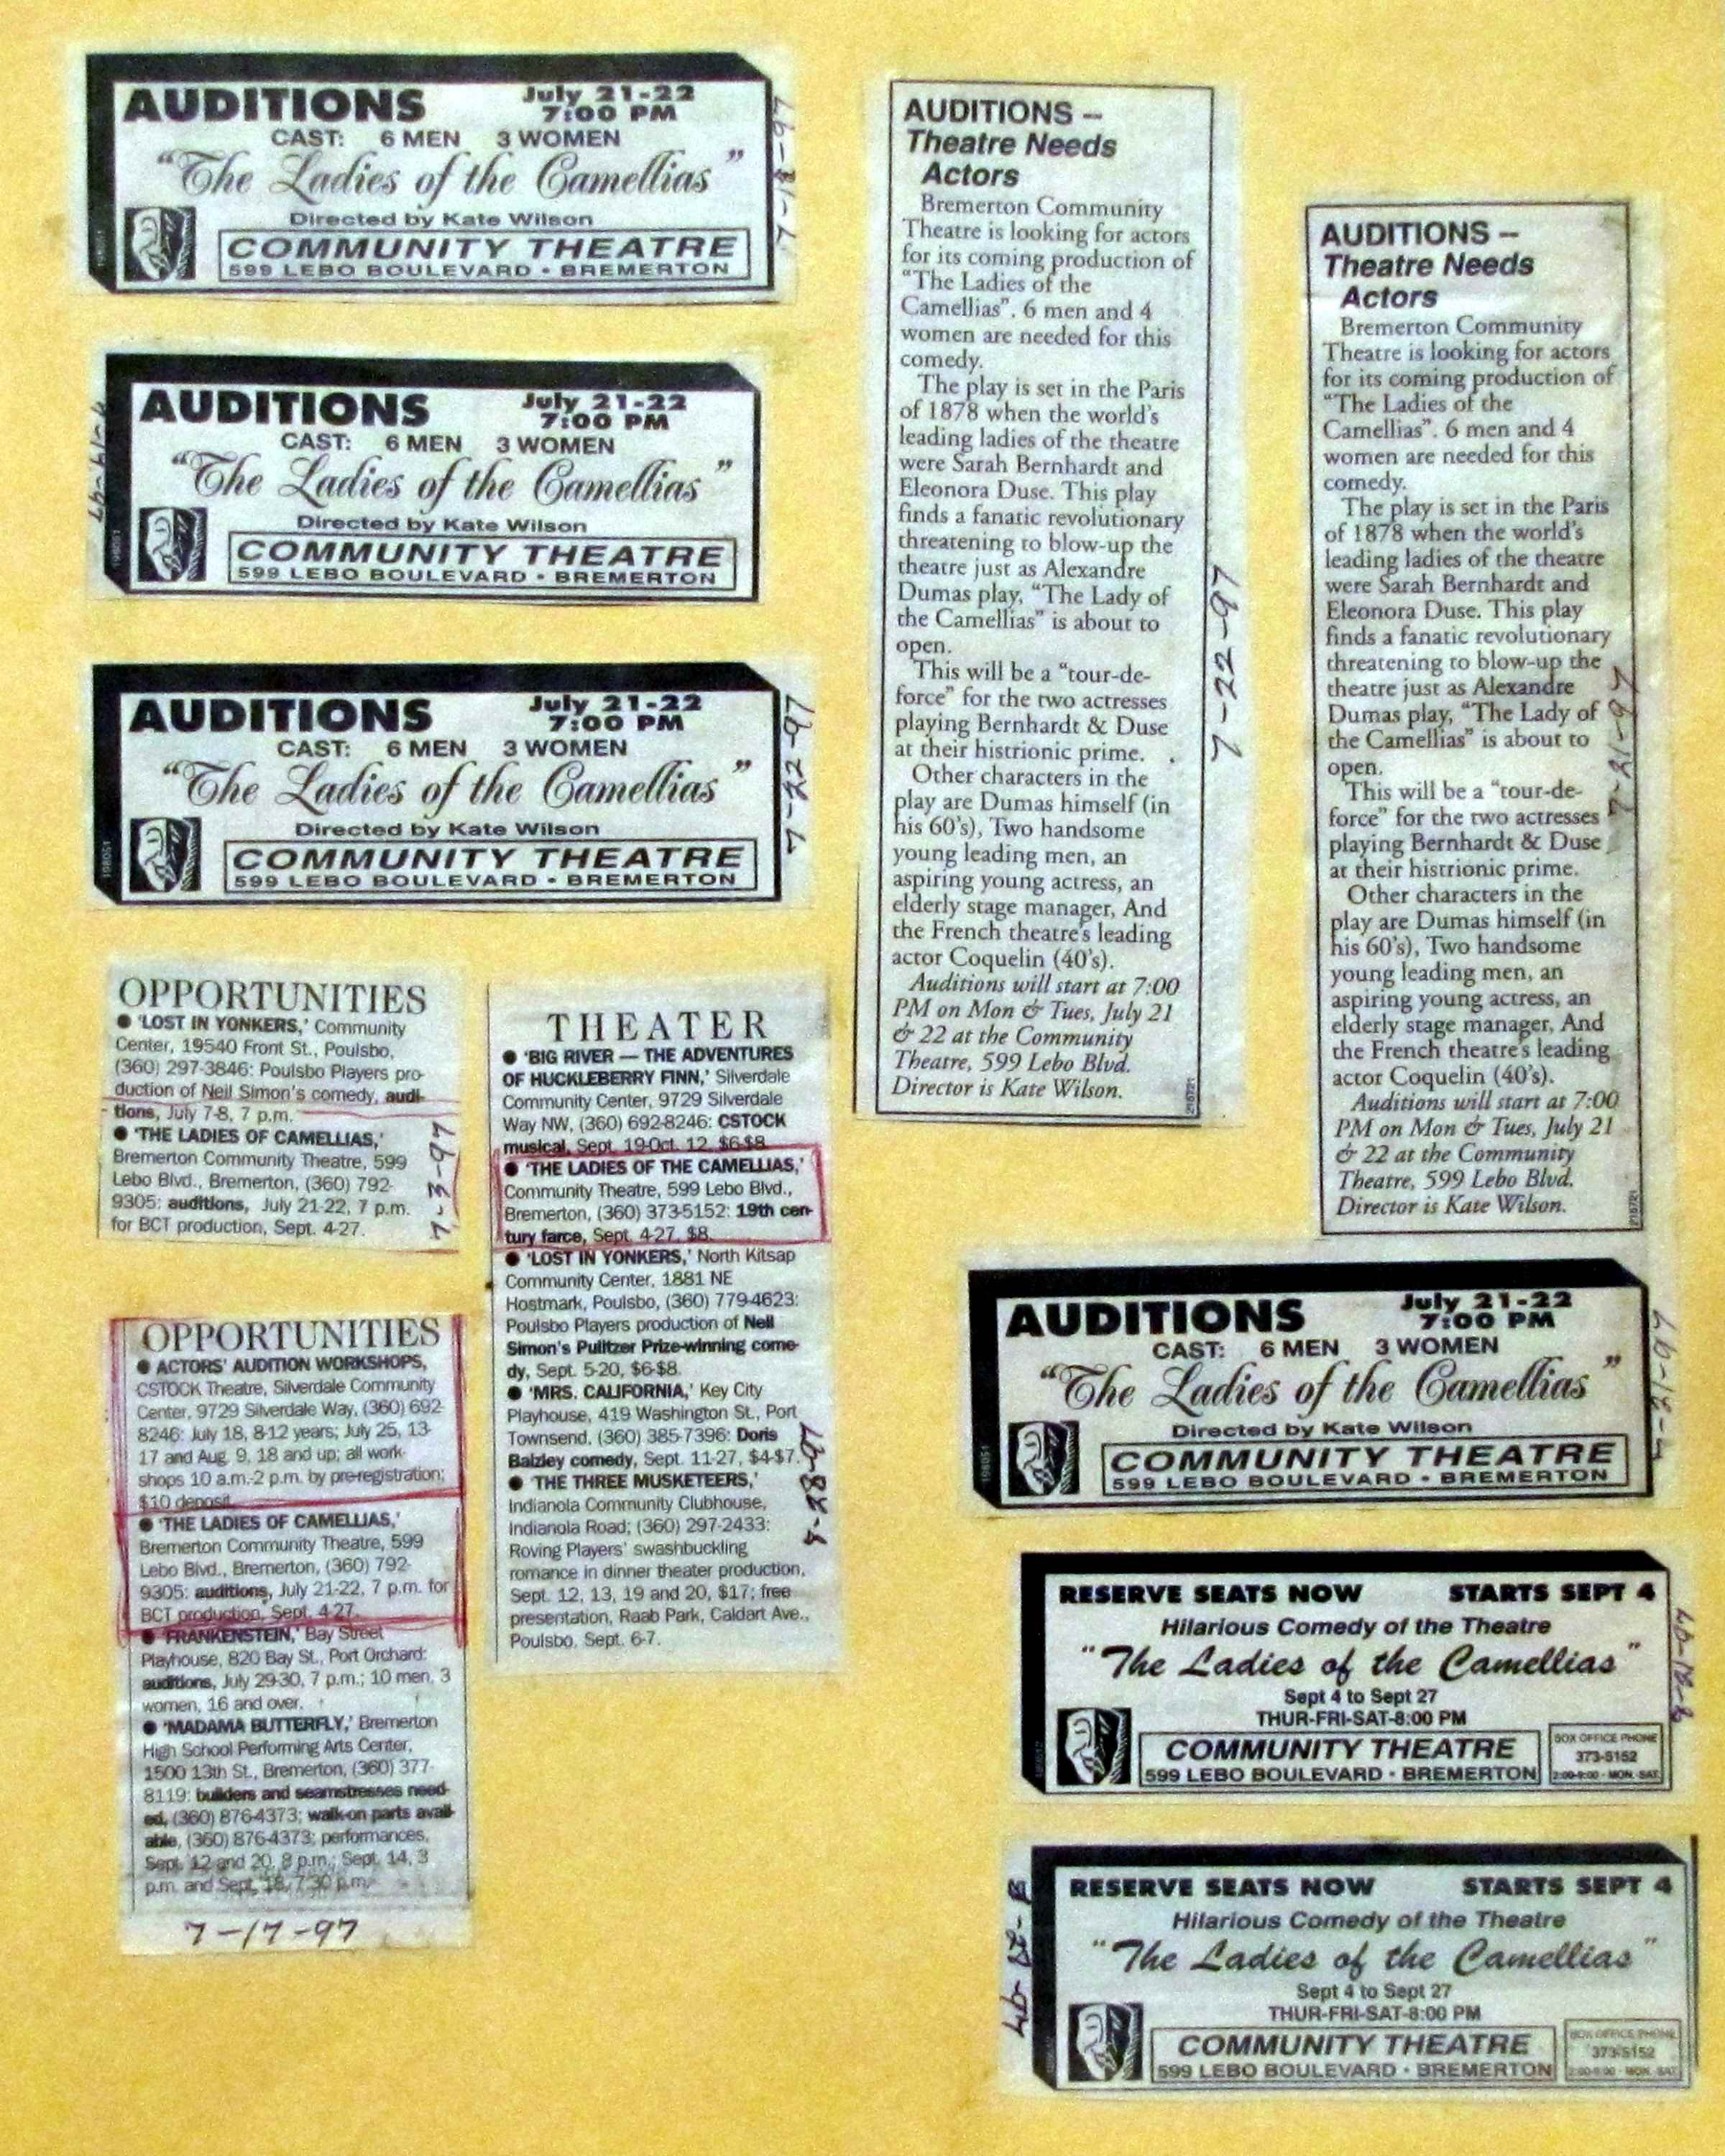 AUDITIONS July 21-22
7:00 PM
CAST: 6 MEN 3 WOMEN
"The Ladies of the Camellias"
Directed by Kate Wilson
COMMUNITY THEATRE
599 LEBO BOULEVARD • BREMERTON
AUDITIONS July 21-22
7:00 PM
CAST: 6 MEN 3 WOMEN
"The Ladies of the Camellias"
Directed by Kate Wilson
COMMUNITY THEATRE
599 LEBO BOULEVARD • BREMERTON
198051
AUDITIONS July 21-22
7:00 PM
CAST: 6 MEN 3 WOMEN
"The Ladies of the Camellias"
Directed by Kate Wilson
COMMUNITY THEATRE
599 LEBO BOULEVARD • BREMERTON
198051
7-22-97
OPPORTUNITIES
● 'LOST IN YONKERS,' Community
Center, 19540 Front St., Poulsbo,
(360) 297-3846: Poulsbo Players pro-
duction of Neil Simon's comedy, audi-
tions, July 7-8, 7 p.m.
● 'THE LADIES OF CAMELLIAS,'
Bremerton Community Theatre, 599
Lebo Blvd., Bremerton, (360) 792-
9305: auditions, July 21-22, 7 p.m.
for BCT production, Sept. 4-27.
7-3-97
OPPORTUNITIES
● ACTORS' AUDITION WORKSHOPS,
CSTOCK Theatre, Silverdale Community
Center, 9729 Silverdale Way, (360) 692-
8246: July 18, 8-12 years; July 25, 13-
17 and Aug. 9, 18 and up; all work-
shops 10 a.m.-2 p.m. by pre-registration;
$10 deposit.
● 'THE LADIES OF CAMELLIAS,'
Bremerton Community Theatre, 599
Lebo Blvd., Bremerton, (360) 792-
9305: auditions, July 21-22, 7 p.m. for
BCT production, Sept. 4-27.
● 'FRANKENSTEIN,' Bay Street
Playhouse, 820 Bay St., Port Orchard:
auditions, July 29-30, 7 p.m.; 10 men, 3
women, 16 and over.
● 'MADAMA BUTTERFLY,' Bremerton
High School Performing Arts Center,
1500 13th St., Bremerton, (360) 377-
8119: builders and seamstresses need-
ed, (360) 876-4373; walk-on parts avail-
able, (360) 876-4373; performances,
Sept. 12 and 20, 8 p.m.; Sept. 14, 3
p.m. and Sept. 18, 7:30 p.m.
7-17-97
THEATER
● 'BIG RIVER — THE ADVENTURES
OF HUCKLEBERRY FINN,' Silverdale
Community Center, 9729 Silverdale
Way NW, (360) 692-8246: CSTOCK
musical, Sept. 19-Oct. 12, $6-$8.
● 'THE LADIES OF THE CAMELLIAS,'
Community Theatre, 599 Lebo Blvd.,
Bremerton, (360) 373-5152: 19th cen-
tury farce, Sept. 4-27, $8.
● 'LOST IN YONKERS,' North Kitsap
Community Center, 1881 NE
Hostmark, Poulsbo, (360) 779-4623:
Poulsbo Players production of Neil
Simon's Pulitzer Prize-winning come-
dy, Sept. 5-20, $6-$8.
● 'MRS. CALIFORNIA,' Key City
Playhouse, 419 Washington St., Port
Townsend, (360) 385-7396: Doris
Baizley comedy, Sept. 11-27, $4-$7.
● 'THE THREE MUSKETEERS,'
Indianola Community Clubhouse,
Indianola Road; (360) 297-2433:
Roving Players' swashbuckling
romance in dinner theater production,
Sept. 12, 13, 19 and 20, $17; free
presentation, Raab Park, Caldart Ave.,
Poulsbo, Sept. 6-7.
AUDITIONS --
Theatre Needs
Actors
Bremerton Community
Theatre is looking for actors
for its coming production of
"The Ladies of the
Camellias". 6 men and 4
women are needed for this
comedy.
The play is set in the Paris
of 1878 when the world's
leading ladies of the theatre
were Sarah Bernhardt and
Eleonora Duse. This play
finds a fanatic revolutionary
threatening to blow-up the
theatre just as Alexandre
Dumas play, "The Lady of
the Camellias" is about to
open.
This will be a "tour-de-
force" for the two actresses
playing Bernhardt & Duse
at their histrionic prime.
Other characters in the
play are Dumas himself (in
his 60's), Two handsome
young leading men, an
aspiring young actress, an
elderly stage manager, And
the French theatre's leading
actor Coquelin (40's).
Auditions will start at 7:00
PM on Mon & Tues, July 21
& 22 at the Community
Theatre, 599 Lebo Blvd.
Director is Kate Wilson.
7-22-97
AUDITIONS --
Theatre Needs
Actors
Bremerton Community
Theatre is looking for actors
for its coming production of
"The Ladies of the
Camellias". 6 men and 4
women are needed for this
comedy.
The play is set in the Paris
of 1878 when the world's
leading ladies of the theatre
were Sarah Bernhardt and
Eleonora Duse. This play
finds a fanatic revolutionary
threatening to blow-up the
theatre just as Alexandre
Dumas play, "The Lady of
the Camellias" is about to
open.
This will be a "tour-de-
force" for the two actresses
playing Bernhardt & Duse
at their histrionic prime.
Other characters in the
play are Dumas himself (in
his 60's), Two handsome
young leading men, an
aspiring young actress, an
elderly stage manager, And
the French theatre's leading
actor Coquelin (40's).
Auditions will start at 7:00
PM on Mon & Tues, July 21
& 22 at the Community
Theatre, 599 Lebo Blvd.
Director is Kate Wilson.
7-21-97
AUDITIONS July 21-22
7:00 PM
CAST: 6 MEN 3 WOMEN
"The Ladies of the Camellias"
Directed by Kate Wilson
COMMUNITY THEATRE
599 LEBO BOULEVARD • BREMERTON
198051
7-21-97
RESERVE SEATS NOW STARTS SEPT 4
Hilarious Comedy of the Theatre
"The Ladies of the Camellias"
Sept 4 to Sept 27
THUR-FRI-SAT-8:00 PM
COMMUNITY THEATRE
599 LEBO BOULEVARD • BREMERTON
BOX OFFICE PHONE
373-5152
2:00-9:00 - MON.-SAT.
RESERVE SEATS NOW STARTS SEPT 4
Hilarious Comedy of the Theatre
"The Ladies of the Camellias"
Sept 4 to Sept 27
THUR-FRI-SAT-8:00 PM
COMMUNITY THEATRE
599 LEBO BOULEVARD • BREMERTON
BOX OFFICE PHONE
373-5152
2:00-9:00 - MON.-SAT.